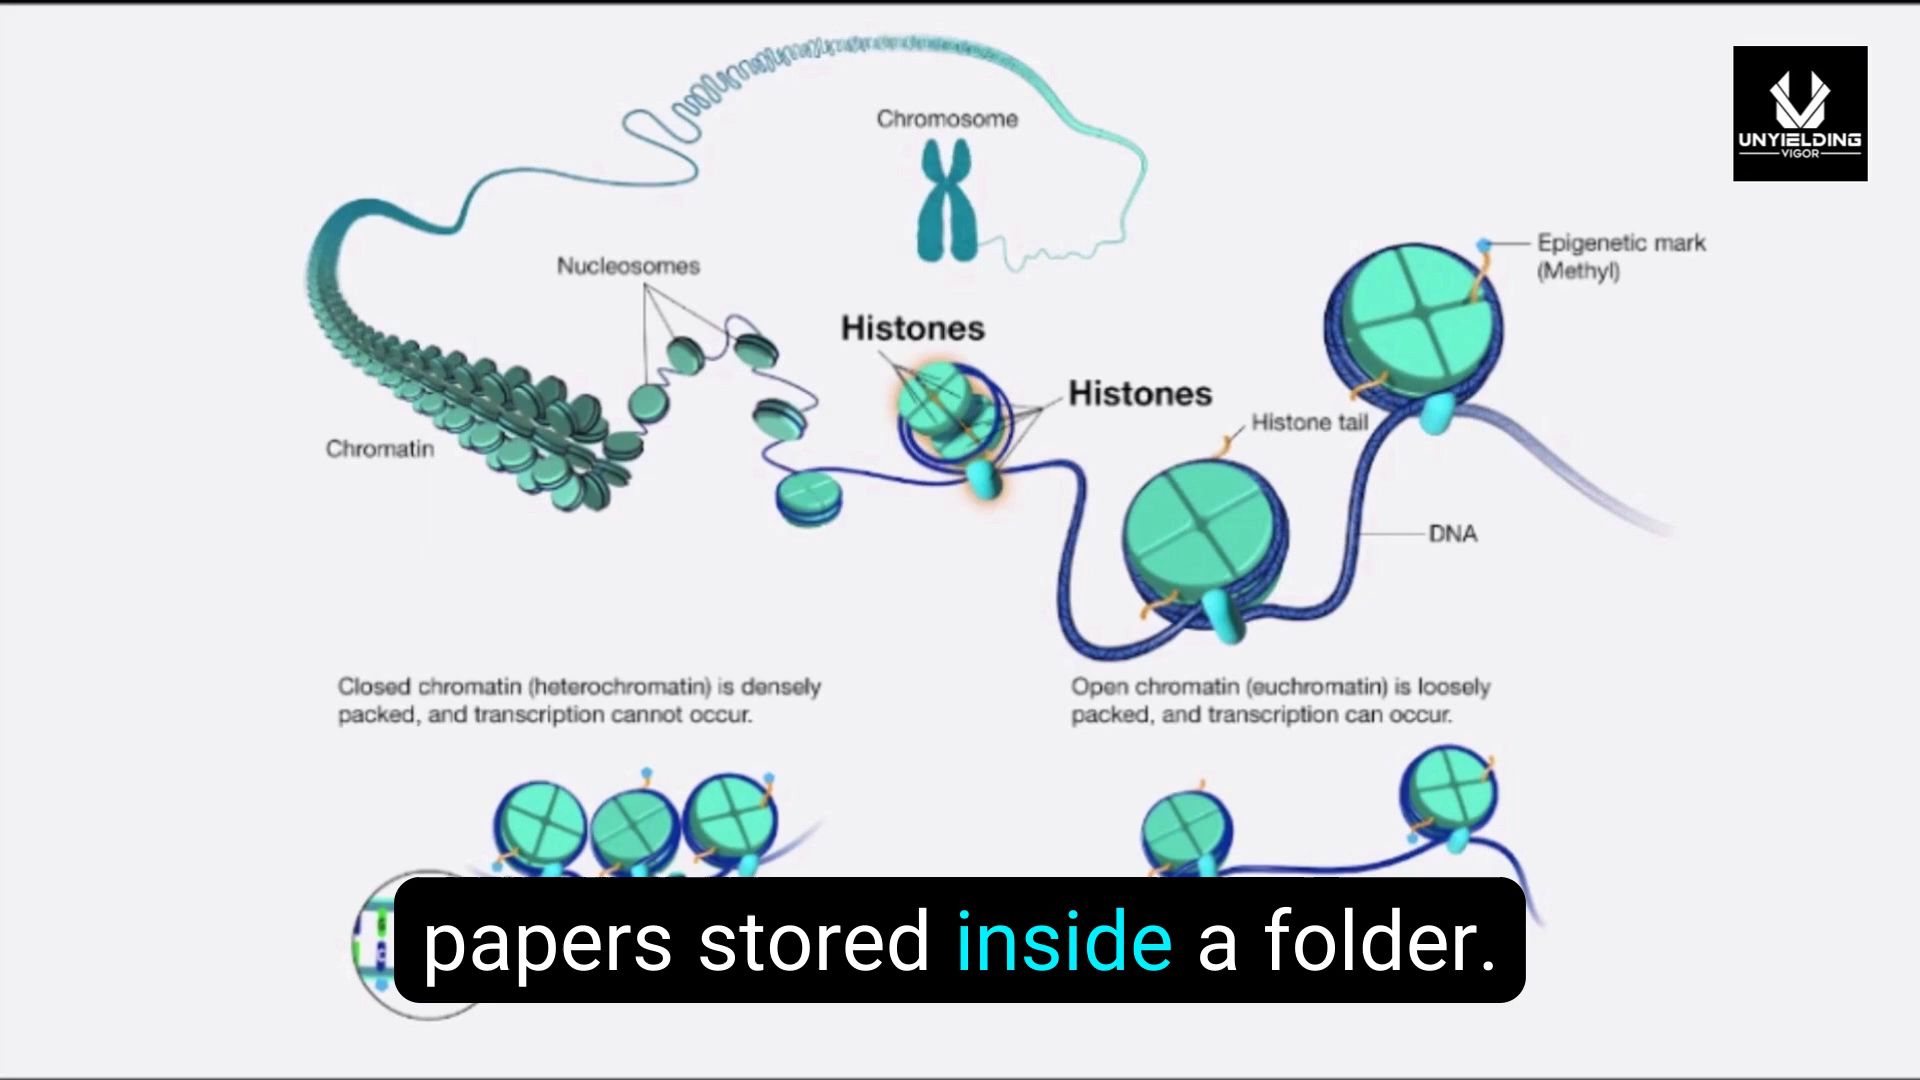 Chromosome
UNYIELDING
VIGOR
Epigenetic mark
(Methyl)
Nucleosomes
Histones
Histones
Histone tail
Chromatin
DNA
Closed chromatin (heterochromatin) is densely
packed, and transcription cannot occur.
Open chromatin (euchromatin) is loosely
packed, and transcription can occur.
papers stored inside a folder.